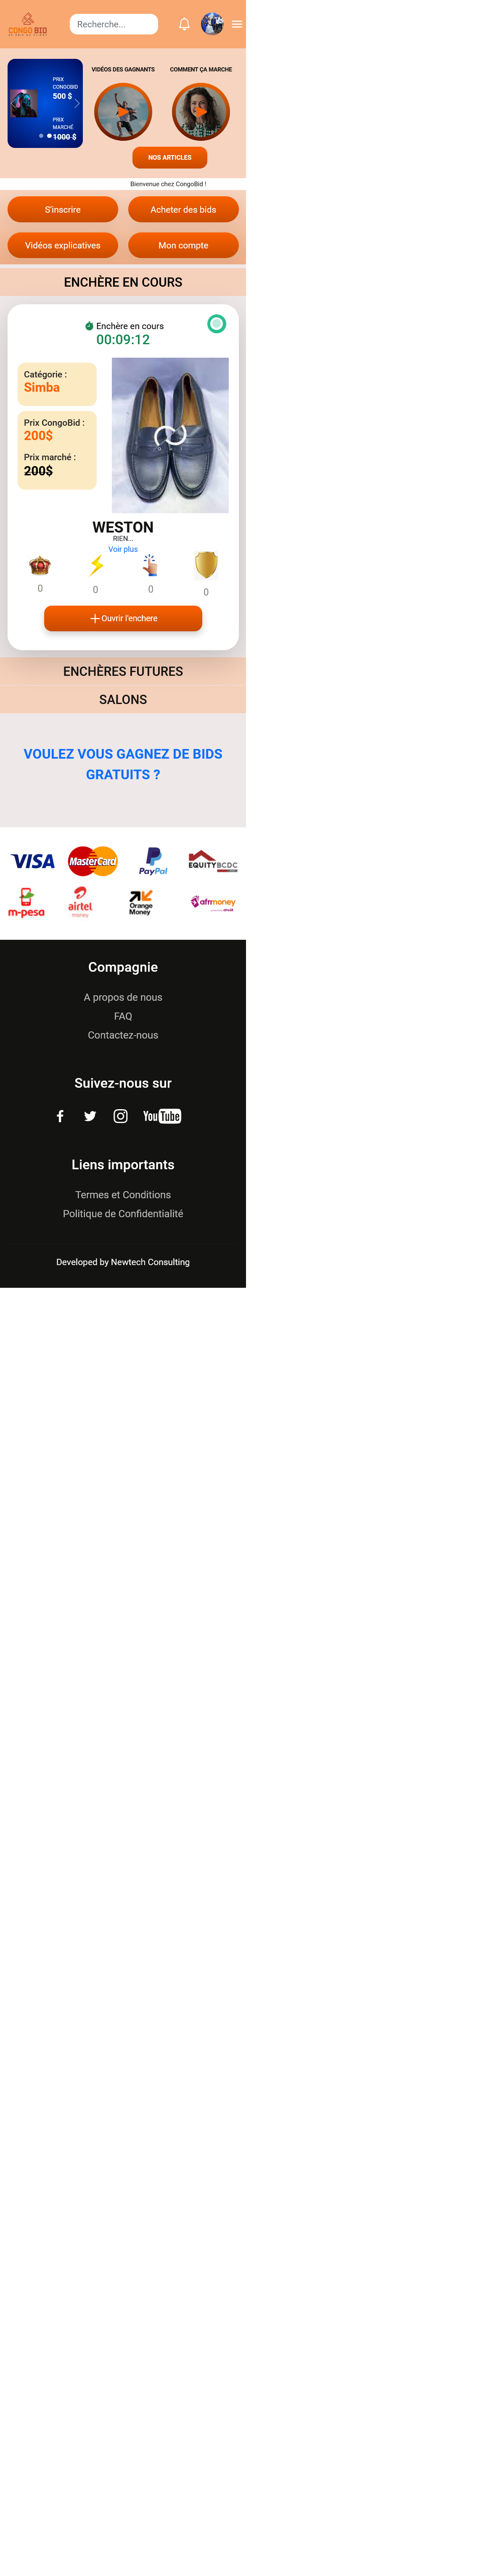 CONGO BID
Recherche...
PRIX
CONGOBID
500 $
PRIX
MARCHÉ
1000 $
VIDÉOS DES GAGNANTS
COMMENT ÇA MARCHE
NOS ARTICLES
Bienvenue chez CongoBid !
S'inscrire
Acheter des bids
Vidéos explicatives
Mon compte
ENCHÈRE EN COURS
Enchère en cours
00:09:12
Catégorie :
Simba
Prix CongoBid :
200$
Prix marché :
200$
WESTON
RIEN...
Voir plus
0
0
0
0
Ouvrir l'enchere
ENCHÈRES FUTURES
SALONS
VOULEZ VOUS GAGNEZ DE BIDS
GRATUITS ?
VISA
MasterCard
PayPal
EQUITY BCDC
m-pesa
airtel
money
Orange
Money
afrimoney
Compagnie
A propos de nous
FAQ
Contactez-nous
Suivez-nous sur
YouTube
Liens importants
Termes et Conditions
Politique de Confidentialité
Developed by Newtech Consulting